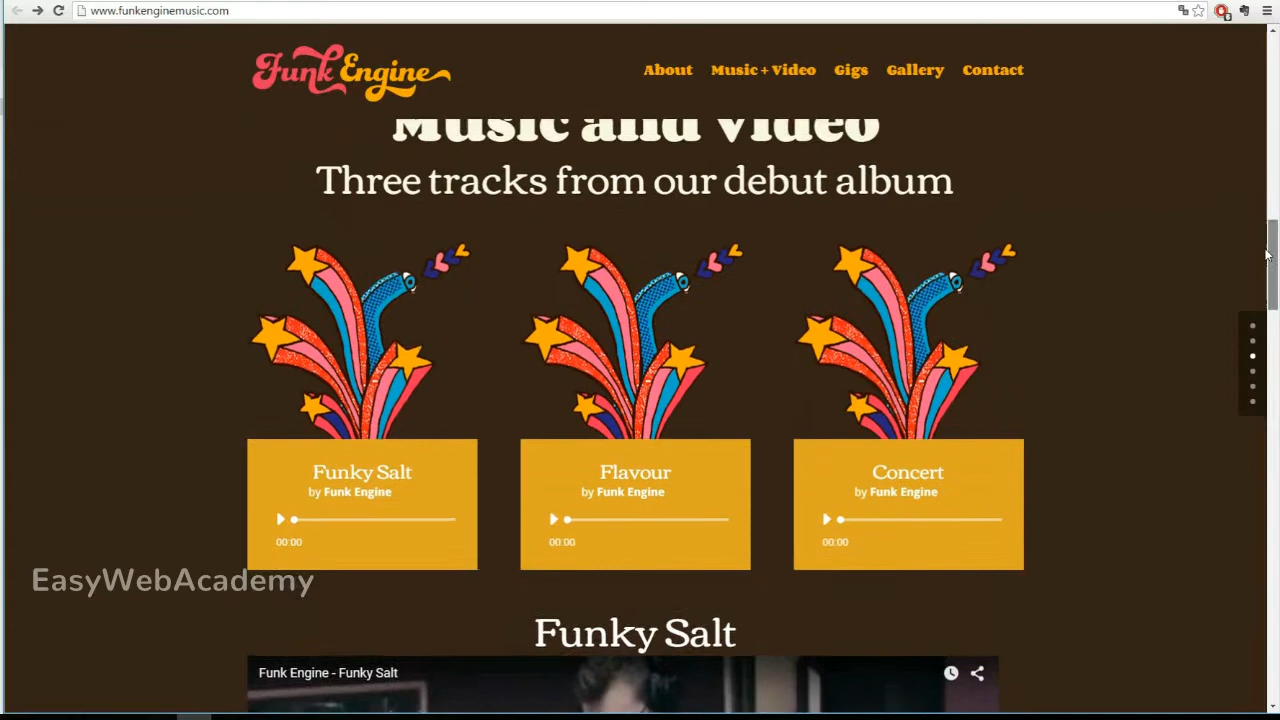 www.funkenginemusic.com
Funk Engine
About Music + Video Gigs Gallery Contact
Music and Video
Three tracks from our debut album
Funky Salt
by Funk Engine
00:00
Flavour
by Funk Engine
00:00
Concert
by Funk Engine
00:00
EasyWebAcademy
Funky Salt
Funk Engine - Funky Salt